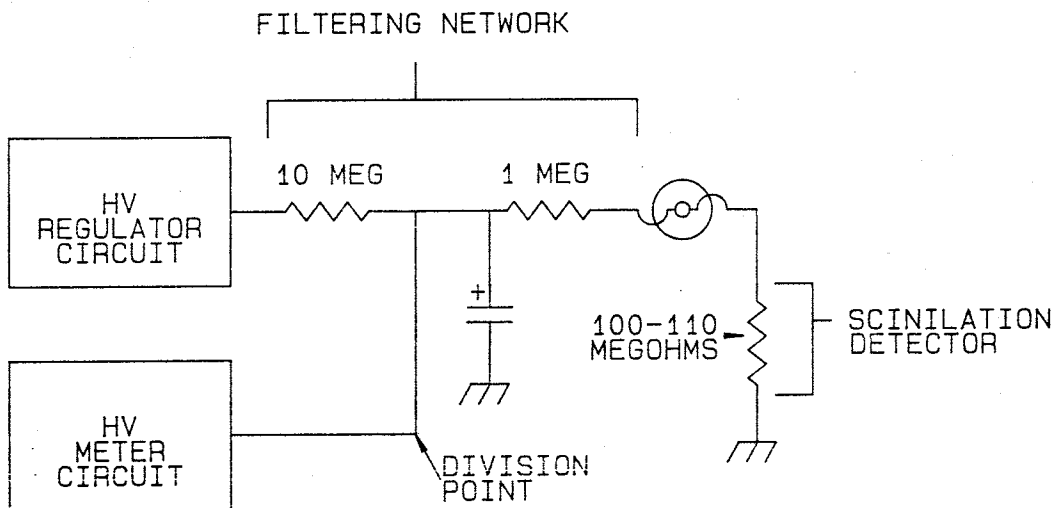 FILTERING NETWORK
10 MEG
1 MEG
HV
REGULATOR
CIRCUIT
+
100-110
MEGOHMS
SCINILATION
DETECTOR
HV
METER
CIRCUIT
DIVISION
POINT